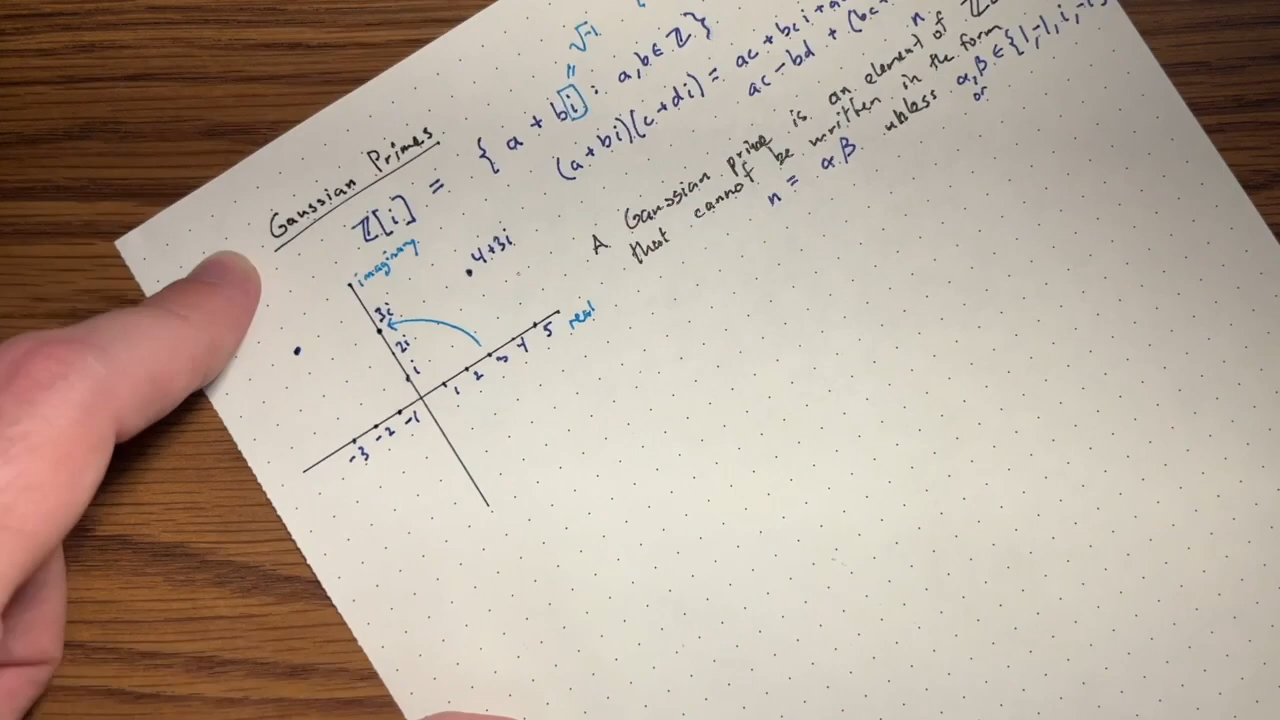 Gaussian Primes
√-1
"
ℤ[i] = { a + bi : a, b ∈ ℤ }
(a+bi)(c+di) = ac + bci +
ac - bd + (bc+
A Gaussian prime is an element n of
that cannot be written in the form
n = αβ unless α, β ∈ {1, -1, i, -i}
or
imaginary
4+3i
3i
2i
i
real
-3 -2 -1 1 2 3 4 5